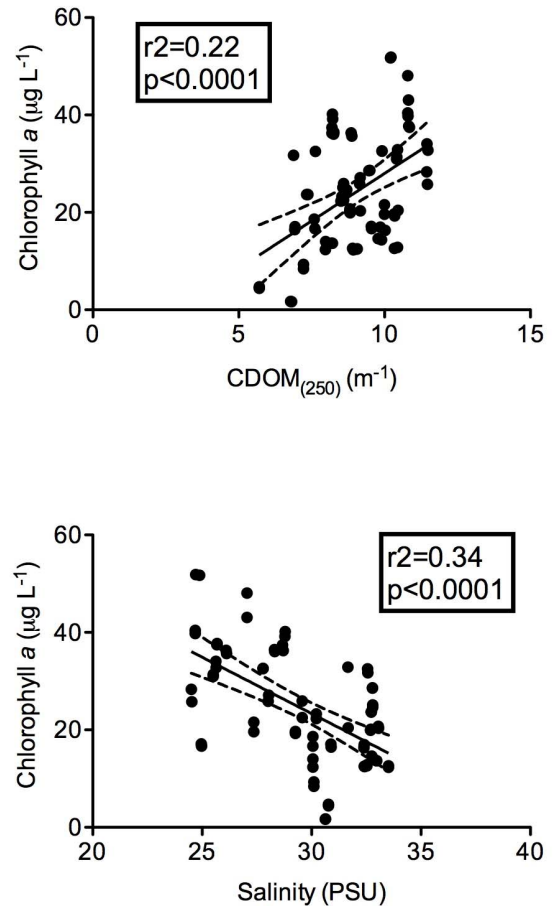 60
r2=0.22
p<0.0001
40
Chlorophyll a (µg L-1)
20
0
0
5
10
15
CDOM(250) (m-1)
60
r2=0.34
p<0.0001
40
Chlorophyll a (µg L-1)
20
0
20
25
30
35
40
Salinity (PSU)